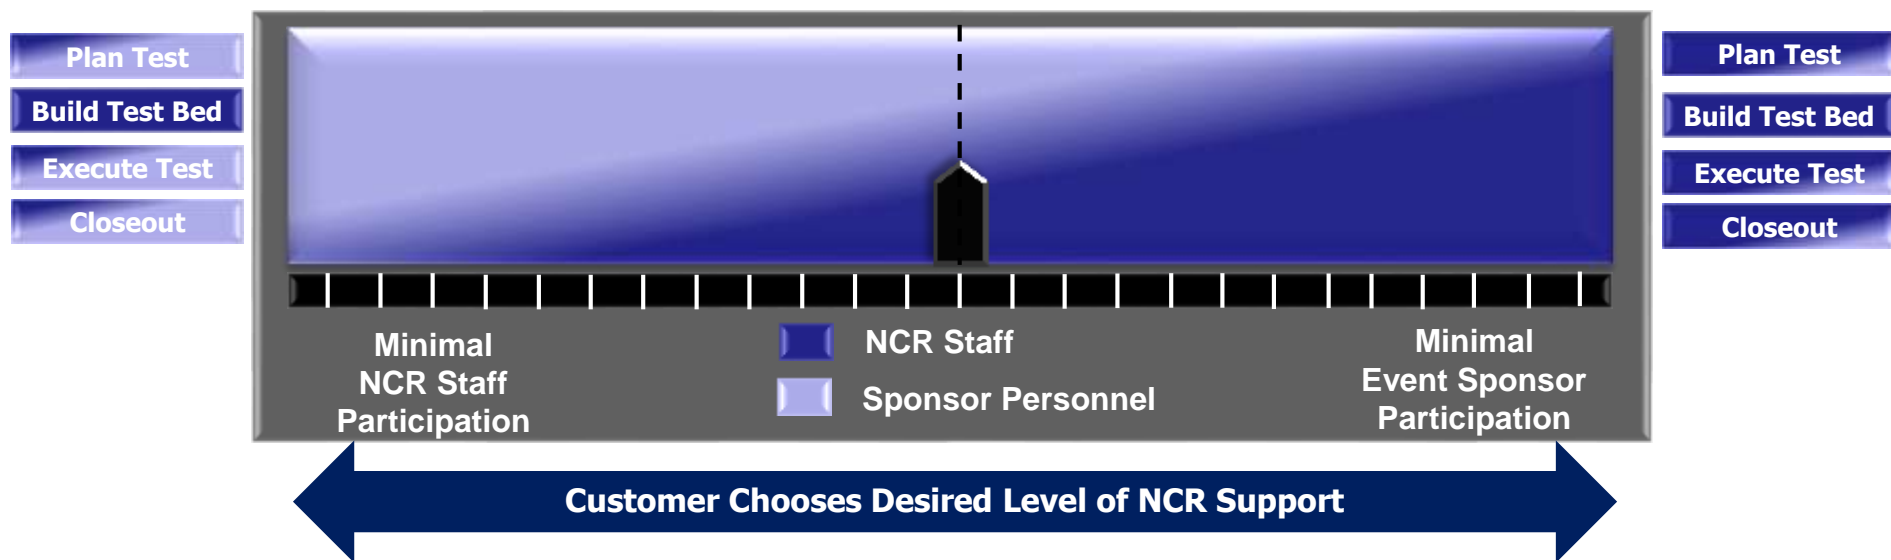 Plan Test
Build Test Bed
Execute Test
Closeout
Minimal
NCR Staff
Participation
NCR Staff
Sponsor Personnel
Minimal
Event Sponsor
Participation
Plan Test
Build Test Bed
Execute Test
Closeout
Customer Chooses Desired Level of NCR Support